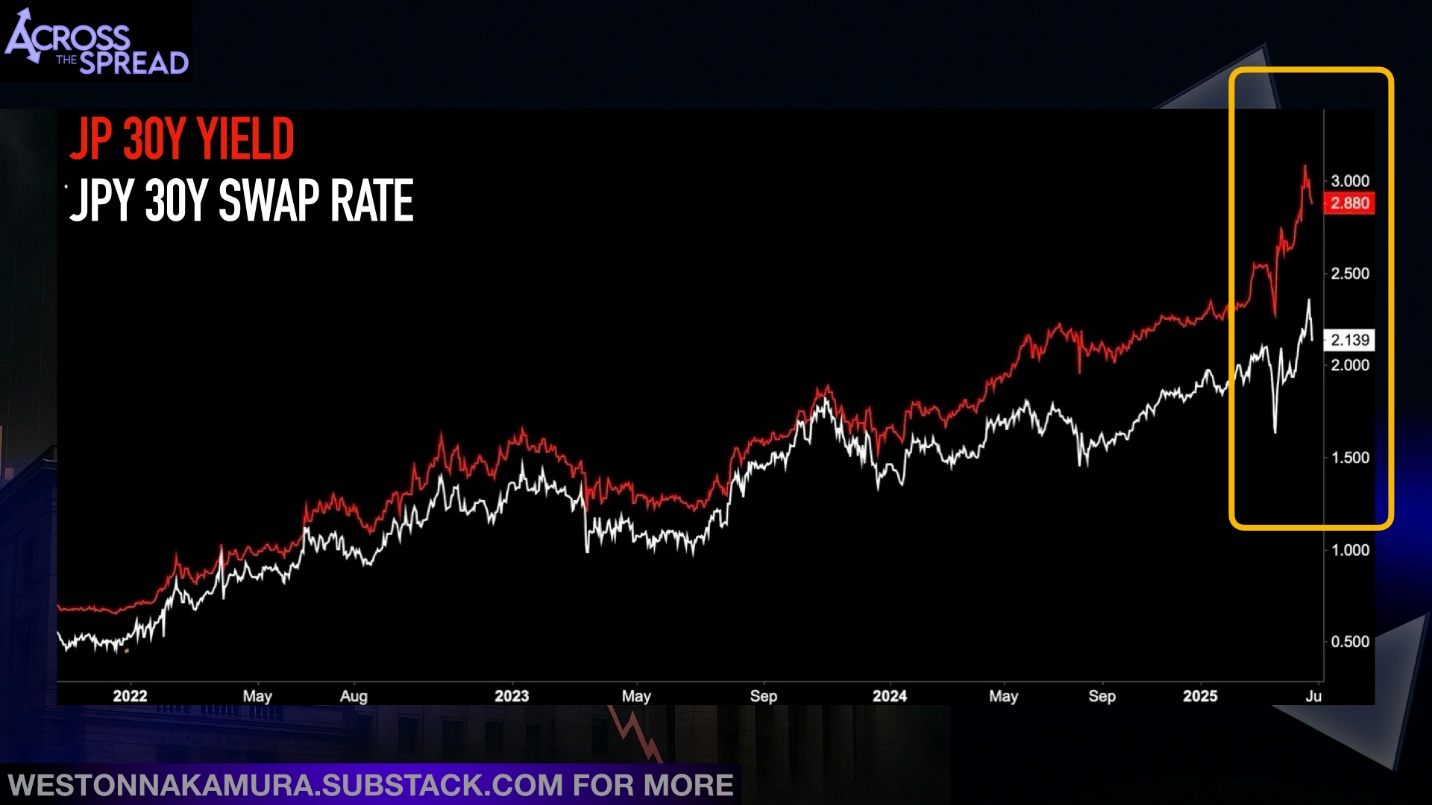 ACROSS
THE SPREAD
JP 30Y YIELD
JPY 30Y SWAP RATE
3.000
2.880
2.500
2.139
2.000
1.500
1.000
0.500
2022 May Aug 2023 May Sep 2024 May Sep 2025 Ju
WESTONNAKAMURA.SUBSTACK.COM FOR MORE